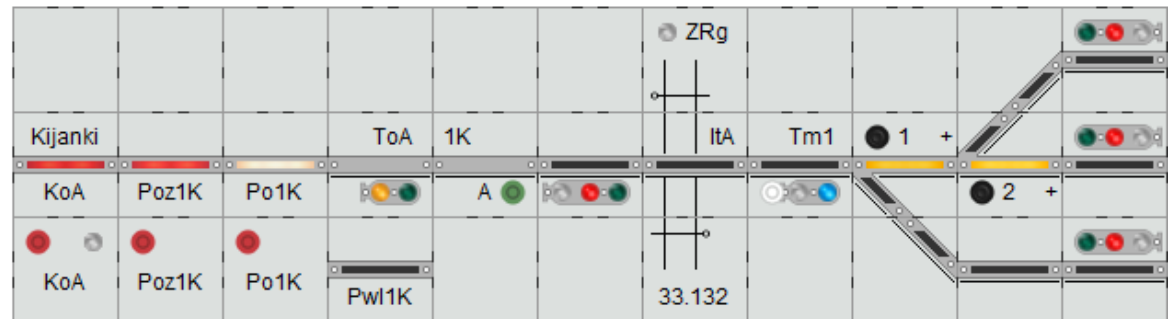 ZRg
Kijanki ToA 1K ItA Tm1 1 +
KoA Poz1K Po1K A 2 +
KoA Poz1K Po1K Pwl1K 33.132